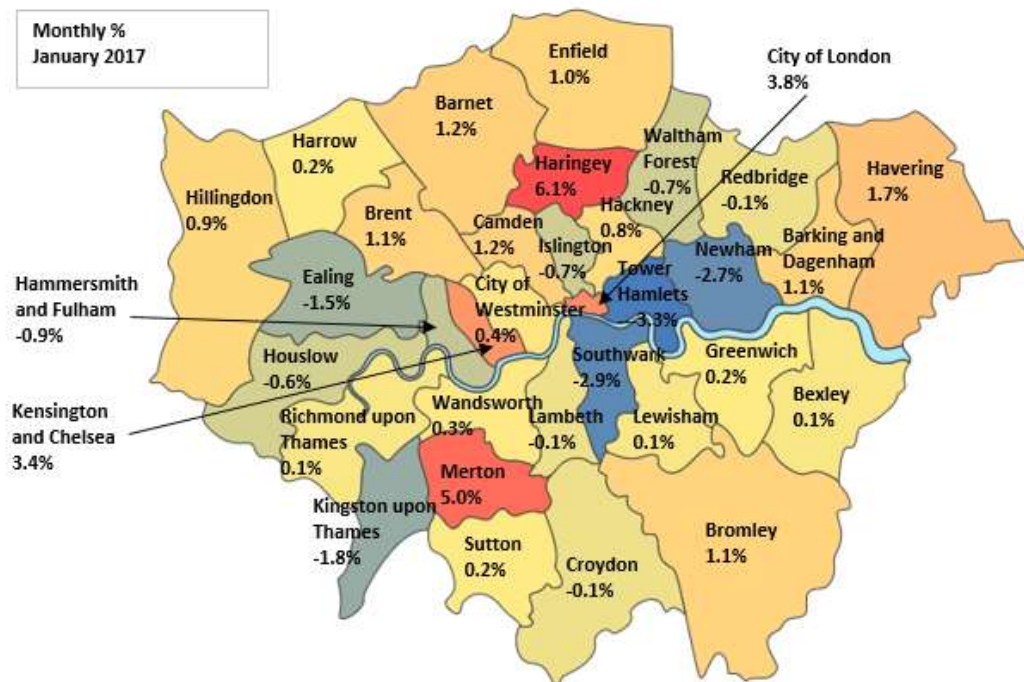 Monthly %
January 2017
Enfield
1.0%
City of London
3.8%
Barnet
1.2%
Harrow
0.2%
Waltham
Forest
-0.7%
Haringey
6.1%
Redbridge
-0.1%
Havering
1.7%
Hillingdon
0.9%
Brent
1.1%
Camden
1.2%
Hackney
0.8%
Islington
-0.7%
Newham
-2.7%
Barking and
Dagenham
1.1%
Ealing
-1.5%
City of
Westminster
0.4%
Tower
Hamlets
-3.3%
Hammersmith
and Fulham
-0.9%
Houslow
-0.6%
Southwark
-2.9%
Greenwich
0.2%
Bexley
0.1%
Kensington
and Chelsea
3.4%
Richmond upon
Thames
0.1%
Wandsworth
0.3%
Lambeth
-0.1%
Lewisham
0.1%
Merton
5.0%
Kingston upon
Thames
-1.8%
Sutton
0.2%
Croydon
-0.1%
Bromley
1.1%